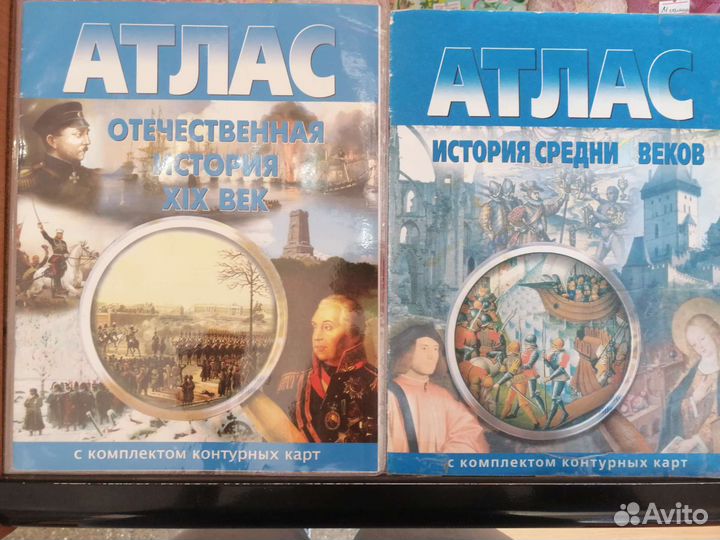 АТЛАС
ОТЕЧЕСТВЕННАЯ
ИСТОРИЯ
XIX ВЕК
с комплектом контурных карт
АТЛАС
ИСТОРИЯ СРЕДНИ ВЕКОВ
с комплектом контурных карт
Avito